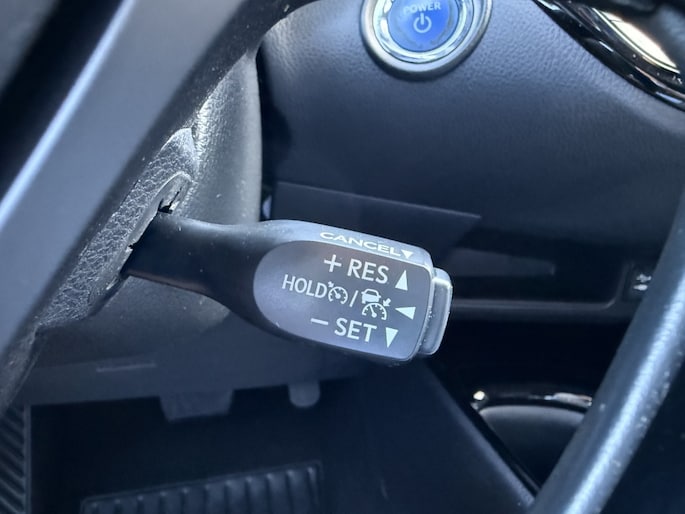 POWER
CANCEL▼
+ RES ▲
HOLD / ◀
− SET ▼